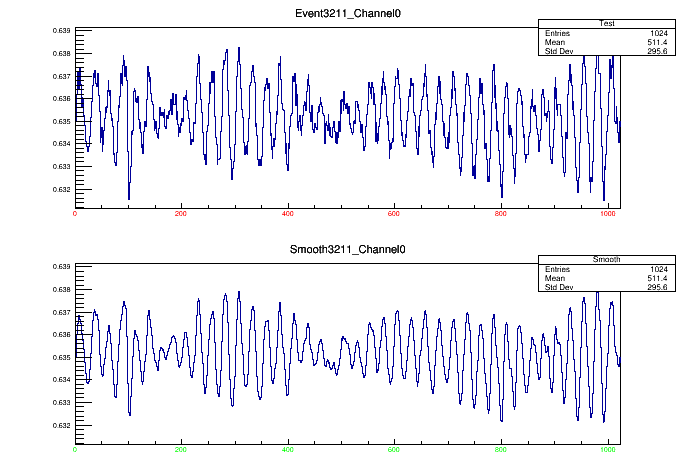 Event3211_Channel0
Test
Entries 1024
Mean 511.4
Std Dev 295.6
0.639
0.638
0.637
0.636
0.635
0.634
0.633
0.632
0 200 400 600 800 1000
Smooth3211_Channel0
Smooth
Entries 1024
Mean 511.4
Std Dev 295.6
0.639
0.638
0.637
0.636
0.635
0.634
0.633
0.632
0 200 400 600 800 1000